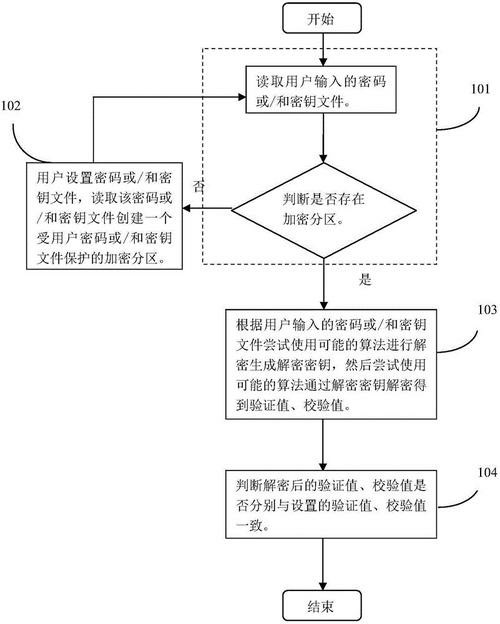 开始
读取用户输入的密码
或/和密钥文件。
101
102
用户设置密码或/和密
钥文件，读取该密码或
/和密钥文件创建一个
受用户密码或/和密钥
文件保护的加密分区。
否
判断是否存在
加密分区。
是
103
根据用户输入的密码或/和密钥
文件尝试使用可能的算法进行解
密生成解密密钥，然后尝试使用
可能的算法通过解密密钥解密得
到验证值、校验值。
104
判断解密后的验证值、校验值是
否分别与设置的验证值、校验值
一致。
结束